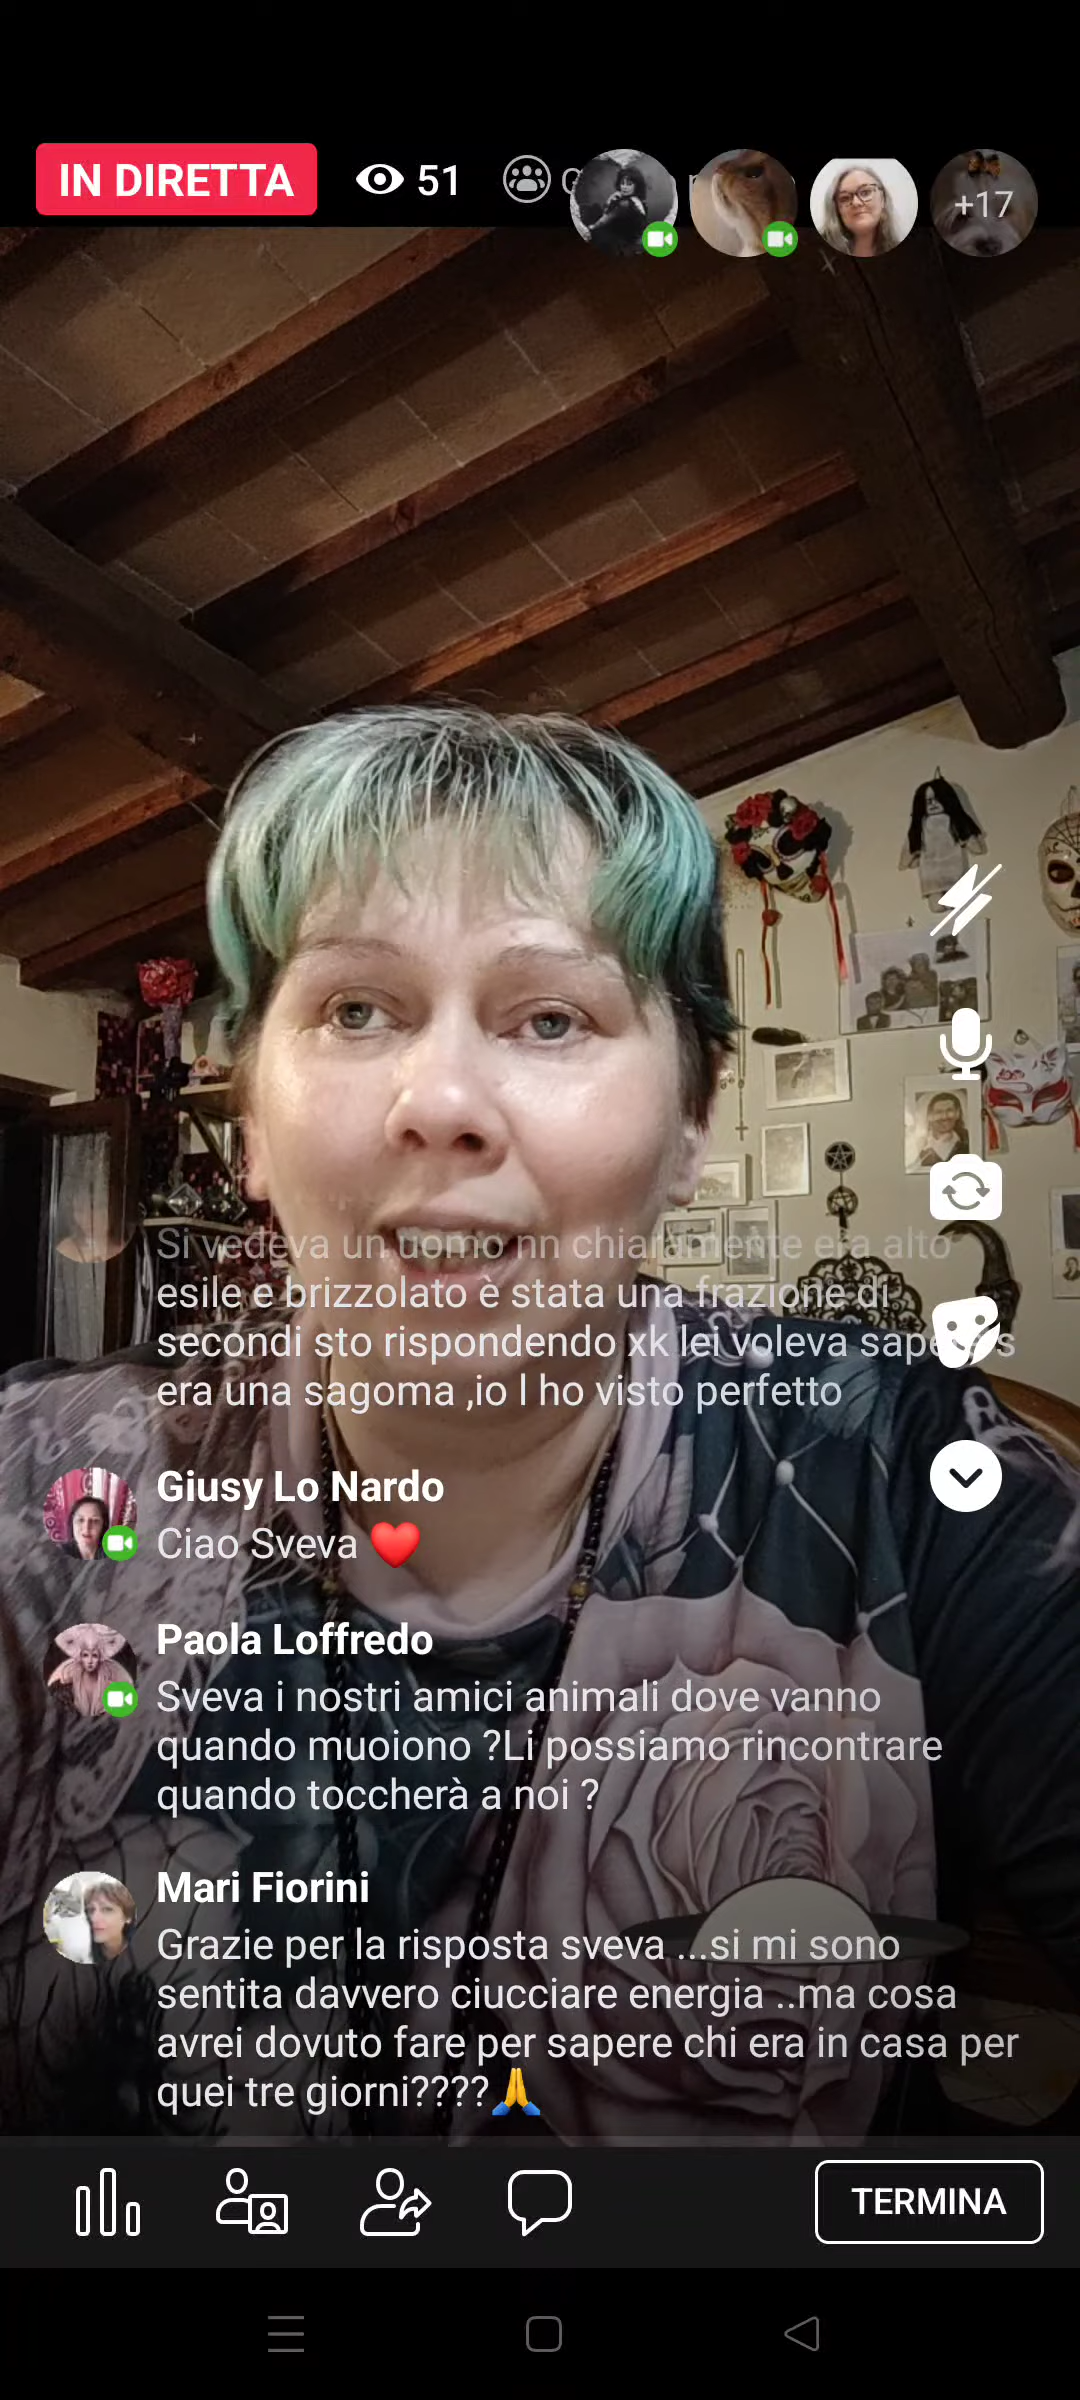 IN DIRETTA
51
+17
Si vedeva un uomo nn chiaramente era alto
esile e brizzolato è stata una frazione di
secondi sto rispondendo xk lei voleva
era una sagoma ,io l ho visto perfetto
Giusy Lo Nardo
Ciao Sveva ❤️
Paola Loffredo
Sveva i nostri amici animali dove vanno
quando muoiono ?Li possiamo rincontrare
quando toccherà a noi ?
Mari Fiorini
Grazie per la risposta sveva ...si mi sono
sentita davvero ciucciare energia ..ma cosa
avrei dovuto fare per sapere chi era in casa per
quei tre giorni????🙏
TERMINA